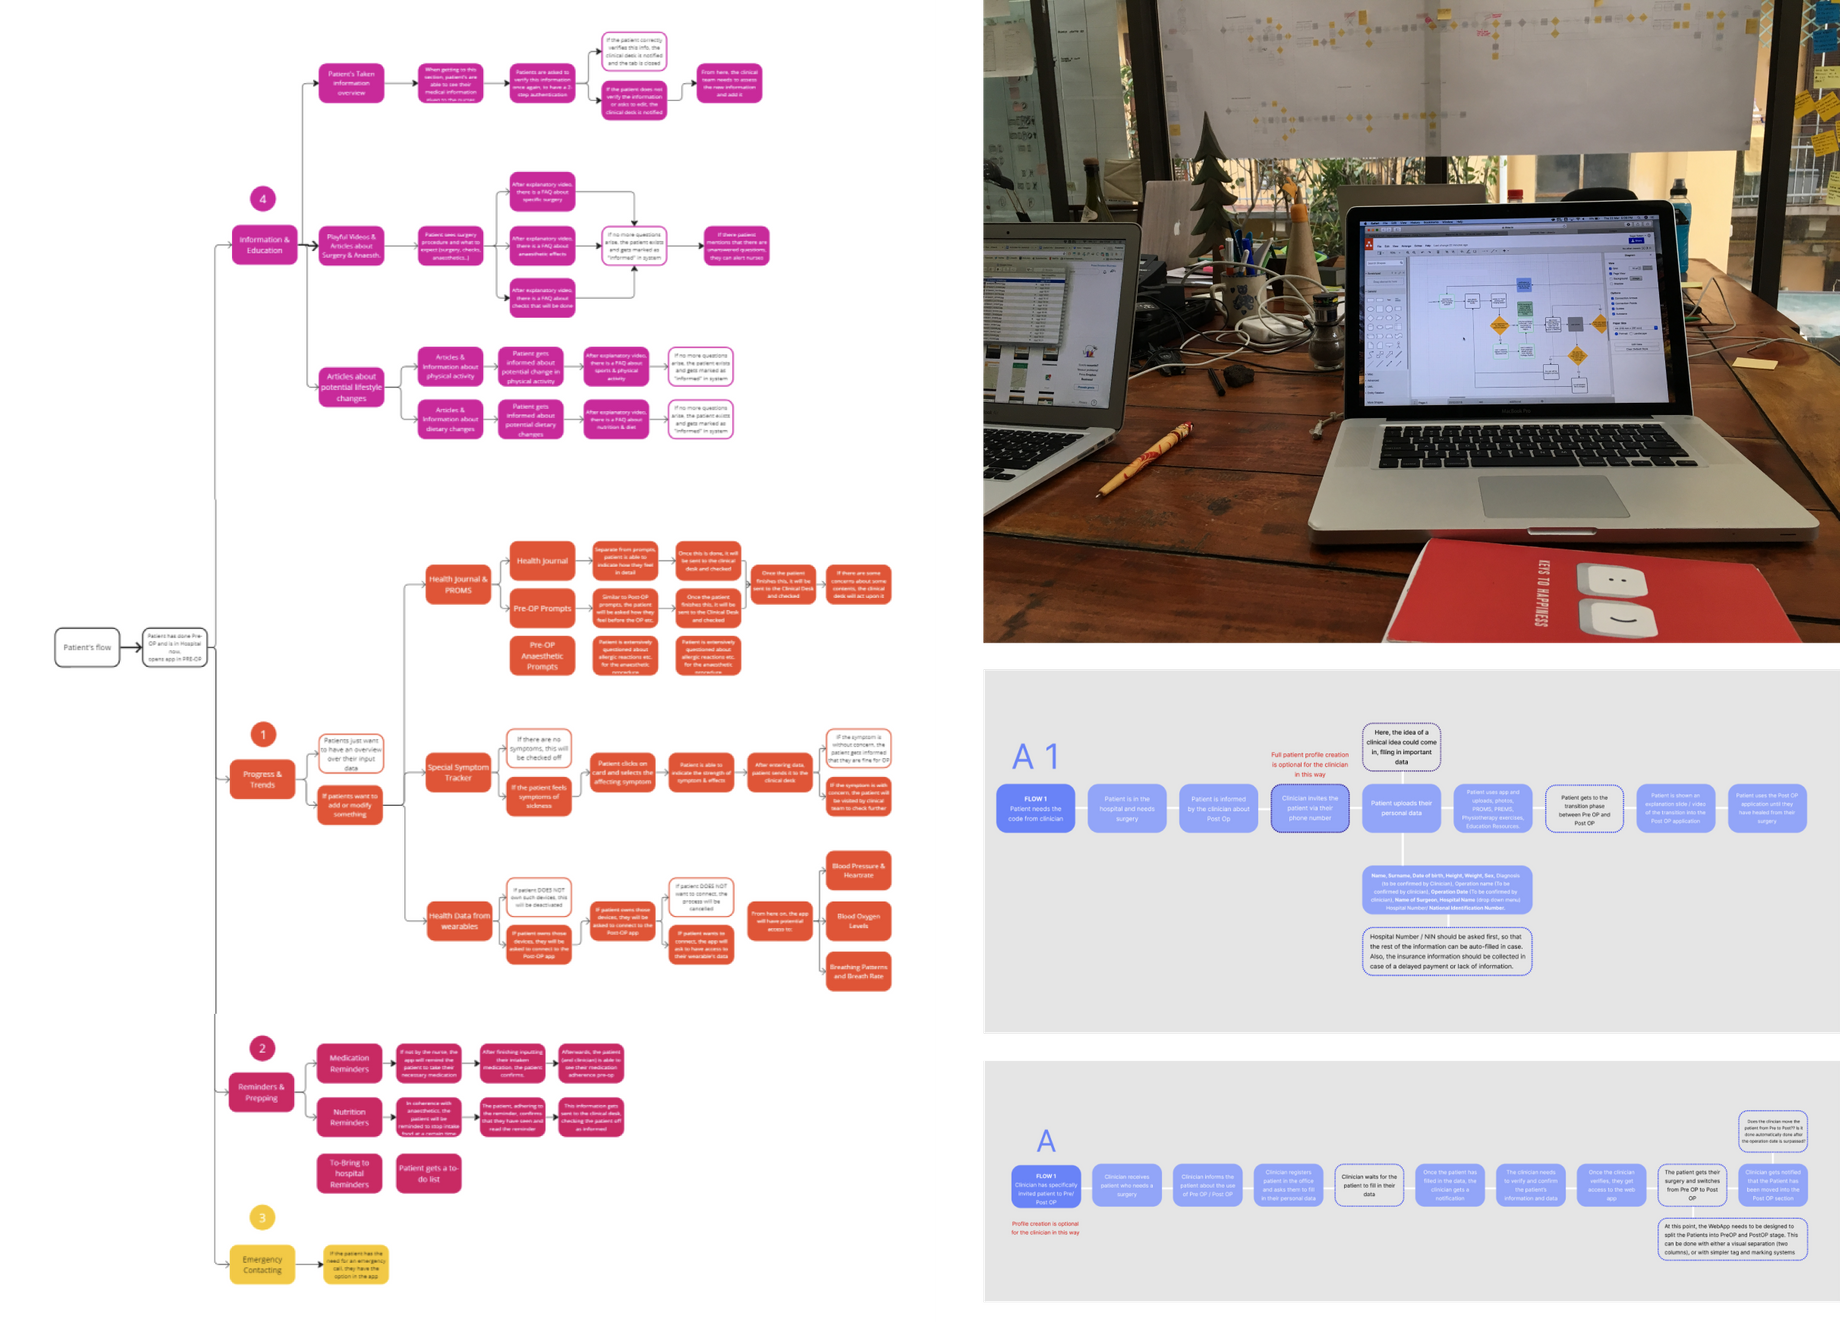 Patient's Taken
information
overview
When getting to this
section, patient's are
able to see their
medical information
Patients are asked to
verify this information
once again, to have a 2-
step authentication
If the patient correctly
verifies this info, the
clinical desk is notified
and the tab is closed
If the patient does not
verify the information
or asks to edit, the
clinical desk is notified
From here, the clinical
team needs to assess
the new information
and add it
4
Information &
Education
Playful Videos &
Articles about
Surgery & Anaesth.
Patient sees surgery
procedure and what to
expect (surgery, checks,
anaesthetics..)
After explanatory video,
there is a FAQ about
specific surgery
After explanatory video,
there is a FAQ about
anaesthetic effects
After explanatory video,
there is a FAQ about
checks that will be done
If no more questions
arise, the patient exists
and gets marked as
"informed" in system
If there patient
mentions that there are
unanswered questions,
they can alert nurses
Articles about
potential lifestyle
changes
Articles &
Information about
physical activity
Patient gets
informed about
potential change in
physical activity
After explanatory video,
there is a FAQ about
sports & physical
activity
If no more questions
arise, the patient exists
and gets marked as
"informed" in system
Articles &
Information about
dietary changes
Patient gets
informed about
potential dietary
changes
After explanatory video,
there is a FAQ about
nutrition & diet
If no more questions
arise, the patient exists
and gets marked as
"informed" in system
Patient's flow
Patient has done Pre-
OP and is in Hospital
now,
opens app in PRE-OP
1
Progress &
Trends
Patients just want
to have an overview
over their input
data
If patients want to
add or modify
something
Health Journal &
PROMS
Health Journal
Separate from prompts,
patient is able to
indicate how they feel
in detail
Once this is done, it will
be sent to the clinical
desk and checked
Pre-OP Prompts
Similar to Post-OP
prompts, the patient
will be asked how they
feel before the OP etc.
Once the patient
finishes this, it will be
sent to the Clinical Desk
and checked
Once the patient
finishes this, it will be
sent to the Clinical Desk
and checked
If there are some
concerns about some
contents, the clinical
desk will act upon it
Pre-OP
Anaesthetic
Prompts
Patient is extensively
questioned about
allergic reactions etc.
for the anaesthetic
procedure
Patient is extensively
questioned about
allergic reactions etc.
for the anaesthetic
procedure
Special Symptom
Tracker
If there are no
symptoms, this will
be checked off
If the patient feels
symptoms of
sickness
Patient clicks on
card and selects the
affecting symptom
Patient is able to
indicate the strength of
symptom & effects
After entering data,
patient sends it to the
clinical desk
If the symptom is
without concern, the
patient gets informed
that they are fine for OP
If the symptom is with
concern, the patient will
be visited by clinical
team to check further
Health Data from
wearables
If patient DOES NOT
own such devices, this
will be deactivated
If patient owns those
devices, they will be
asked to connect to the
Post-OP app
If patient owns those
devices, they will be
asked to connect to the
Post-OP app.
If patient DOES NOT
want to connect, the
process will be
cancelled
If patient wants to
connect, the app will
ask to have access to
their wearable's data
From here on, the app
will have potential
access to:
Blood Pressure &
Heartrate
Blood Oxygen
Levels
Breathing Patterns
and Breath Rate
2
Reminders &
Prepping
Medication
Reminders
If not by the nurse, the
app will remind the
patient to take their
necessary medication
After finishing inputting
their intaken
medication, the patient
confirms.
Afterwards, the patient
(and clinician) is able to
see their medication
adherence pre-op
Nutrition
Reminders
In coherence with
anaesthetics, the
patient will be
reminded to stop intake
food at a certain time
The patient, adhering to
the reminder, confirms
that they have seen and
read the reminder
This information gets
sent to the clinical desk,
checking the patient off
as informed
To-Bring to
hospital
Reminders
Patient gets a to-
do list
3
Emergency
Contacting
If the patient has the
need for an emergency
call, they have the
option in the app
MacBook Pro
KEYS TO HAPPINESS
A 1
Full patient profile creation
is optional for the clinician
in this way
Here, the idea of a
clinical idea could come
in, filing in important
data
FLOW 1
Patient needs the
code from clinician
Patient is in the
hospital and needs
surgery
Patient is informed
by the clinician about
Post Op
Clinician invites the
patient via their
phone number
Patient uploads their
personal data
Patient uses app and
uploads, photos,
PROMS, PREMS,
Physiotherapy exercises,
Education Resources.
Patient gets to the
transition phase
between Pre OP and
Post OP
Patient is shown an
explanation slide / video
of the transition into the
Post OP application
Patient uses the Post OP
application until they
have healed from their
surgery
Name, Surname, Date of birth, Height, Weight, Sex, Diagnosis
(to be confirmed by Clinician), Operation name (To be
confirmed by clinician), Operation Date (To be confirmed by
clinician), Name of Surgeon, Hospital Name (drop down menu)
Hospital Number/ National Identification Number.
Hospital Number / NIN should be asked first, so that
the rest of the information can be auto-filled in case.
Also, the insurance information should be collected in
case of a delayed payment or lack of information.
A
FLOW 1
Clinician has specifically
invited patient to Pre/
Post OP
Profile creation is optional
for the clinician in this way
Clinician receives
patient who needs a
surgery
Clinician informs the
patient about the use
of Pre OP / Post OP
Clinician registers
patient in the office
and asks them to fill
in their personal data
Clinician waits for the
patient to fill in their
data
Once the patient has
filled in the data, the
clinician gets a
notification
The clinician needs
to verify and confirm
the patient's
information and data
Once the clinician
verifies, they get
access to the web
app
The patient gets their
surgery and switches
from Pre OP to Post
OP
Clinician gets notified
that the Patient has
been moved into the
Post OP section
Does the clinician move the
patient from Pre to Post?? Is it
done automatically done after
the operation date is surpassed?
At this point, the WebApp needs to be designed to
split the Patients into PreOP and PostOP stage. This
can be done with either a visual separation (two
columns), or with simpler tag and marking systems